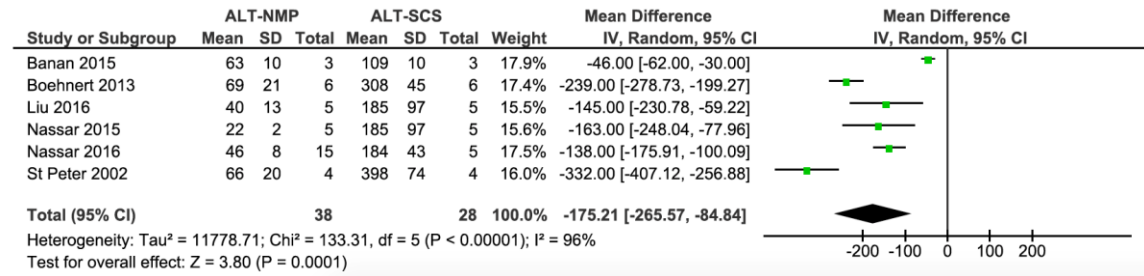 ALT-NMP ALT-SCS Mean Difference Mean Difference
Study or Subgroup Mean SD Total Mean SD Total Weight IV, Random, 95% CI IV, Random, 95% CI
Banan 2015 63 10 3 109 10 3 17.9% -46.00 [-62.00, -30.00]
Boehnert 2013 69 21 6 308 45 6 17.4% -239.00 [-278.73, -199.27]
Liu 2016 40 13 5 185 97 5 15.5% -145.00 [-230.78, -59.22]
Nassar 2015 22 2 5 185 97 5 15.6% -163.00 [-248.04, -77.96]
Nassar 2016 46 8 15 184 43 5 17.5% -138.00 [-175.91, -100.09]
St Peter 2002 66 20 4 398 74 4 16.0% -332.00 [-407.12, -256.88]
Total (95% CI) 38 28 100.0% -175.21 [-265.57, -84.84]
Heterogeneity: Tau² = 11778.71; Chi² = 133.31, df = 5 (P < 0.00001); I² = 96%
Test for overall effect: Z = 3.80 (P = 0.0001)
-200 -100 0 100 200